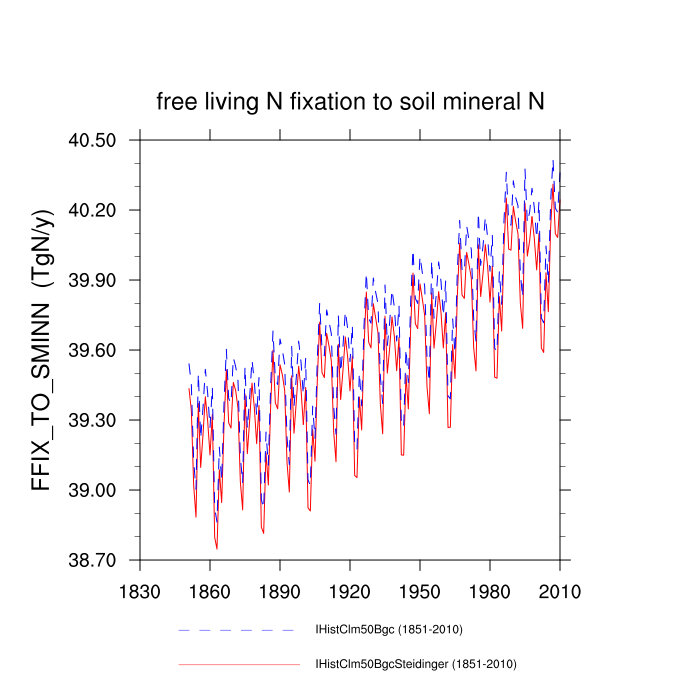 free living N fixation to soil mineral N
FFIX_TO_SMINN (TgN/y)
40.50
40.20
39.90
39.60
39.30
39.00
38.70
1830 1860 1890 1920 1950 1980 2010
IHistClm50Bgc (1851-2010)
IHistClm50BgcSteidinger (1851-2010)